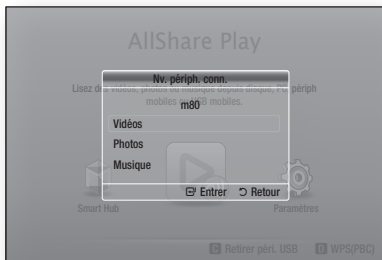 AllShare Play
Nv. périph. conn.
Lisez des vidéos, photos ou musique depuis disque, PC, périph
mobiles ou USB mobiles.
m80
Vidéos
Photos
Musique
Entrer Retour
Smart Hub Paramètres
C Retirer péri. USB D WPS(PBC)